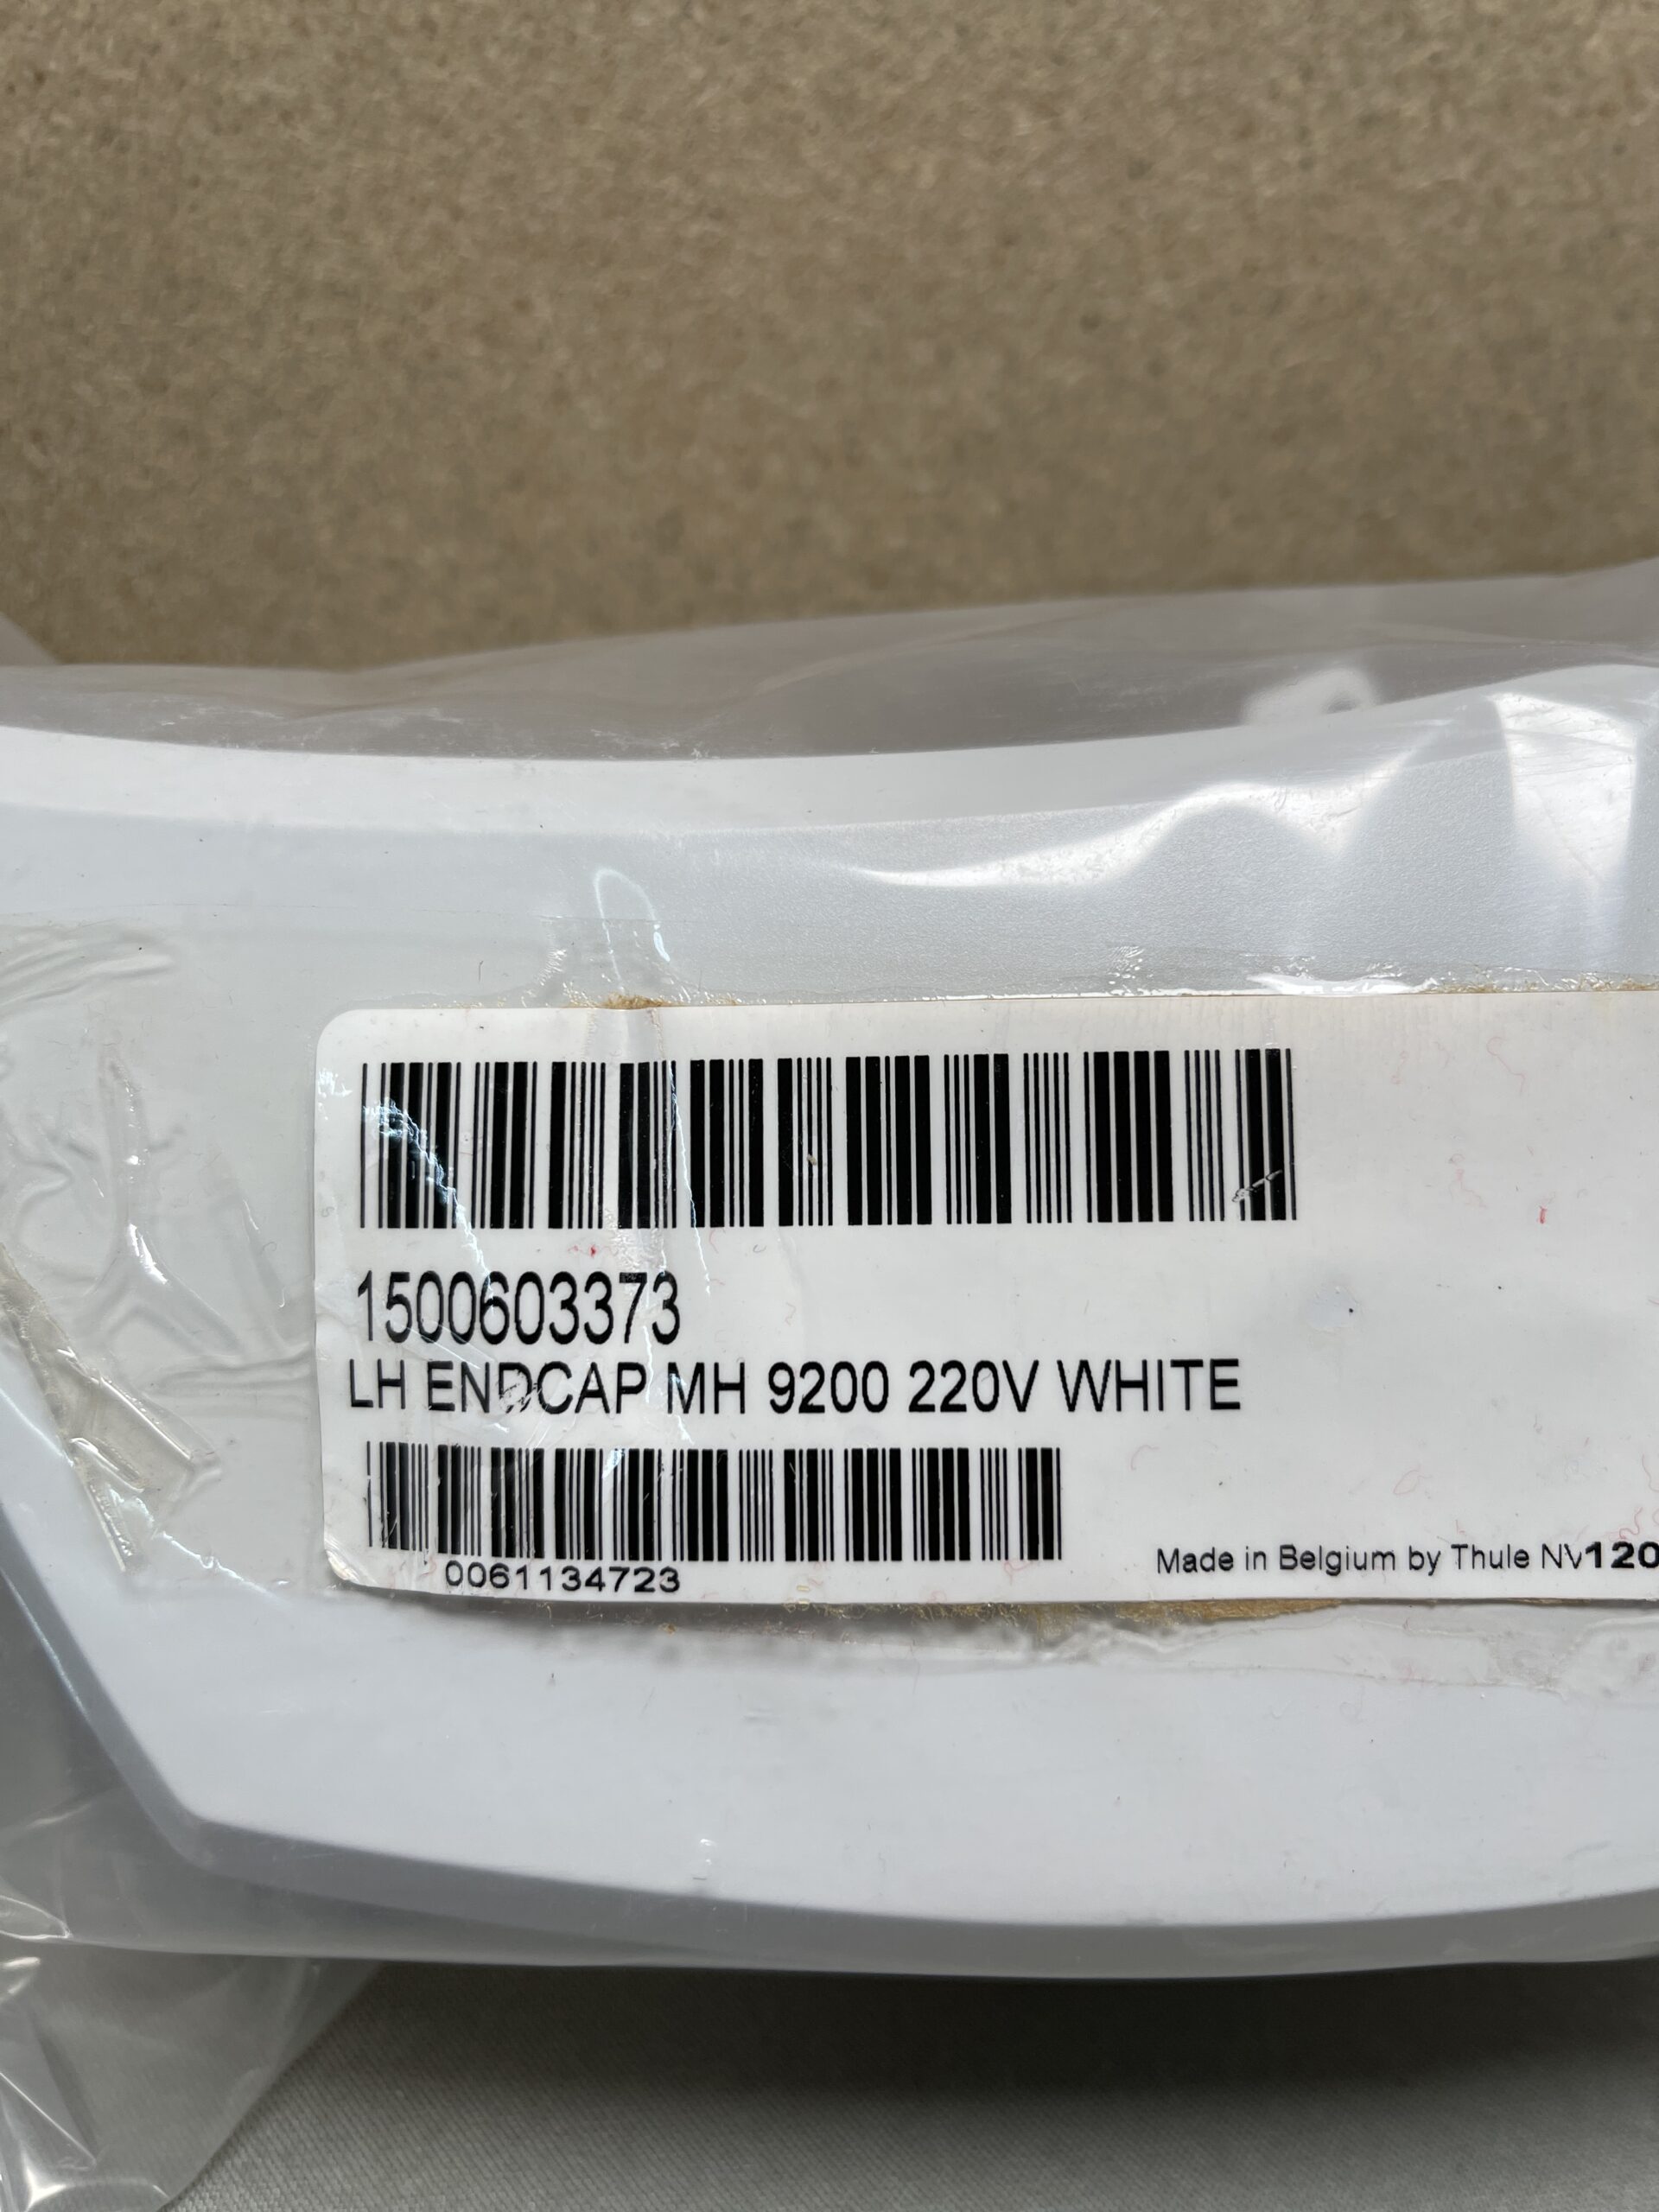 1500603373
LH ENDCAP MH 9200 220V WHITE
0061134723
Made in Belgium by Thule NV120